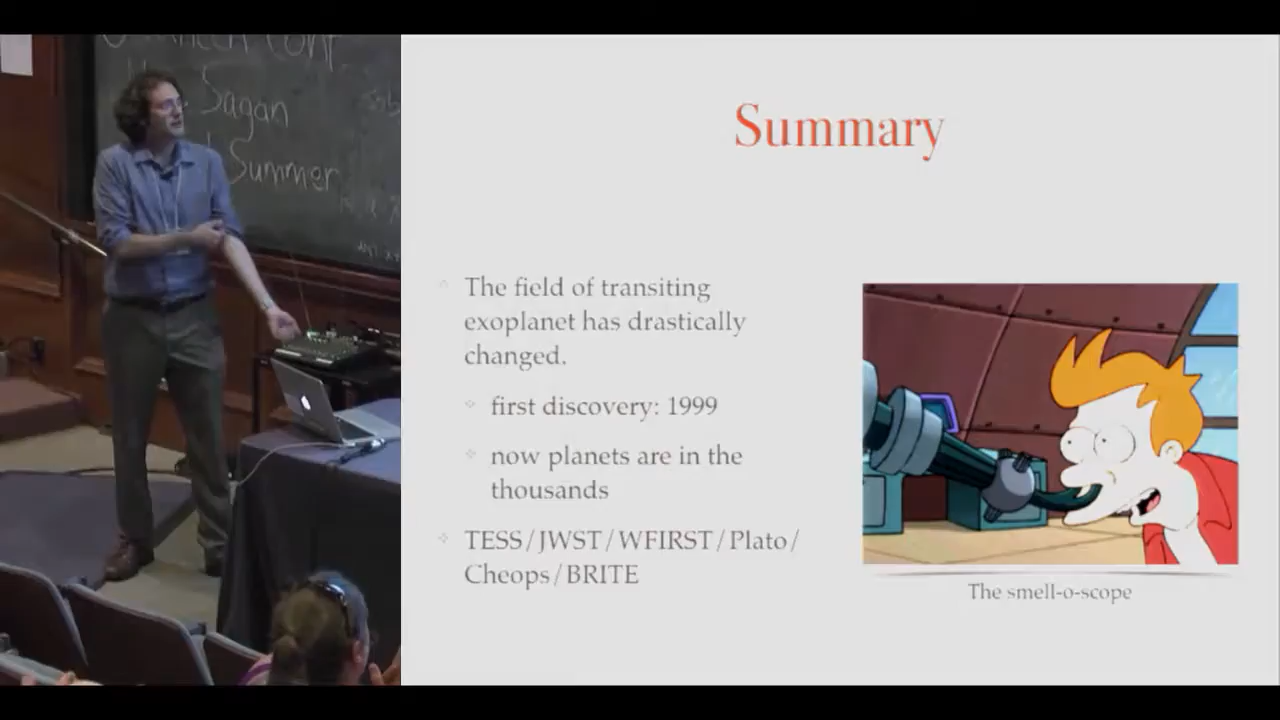 Sagan
Summer
Summary
The field of transiting
exoplanet has drastically
changed.
first discovery: 1999
now planets are in the
thousands
TESS/JWST/WFIRST/Plato/
Cheops/BRITE
The smell-o-scope